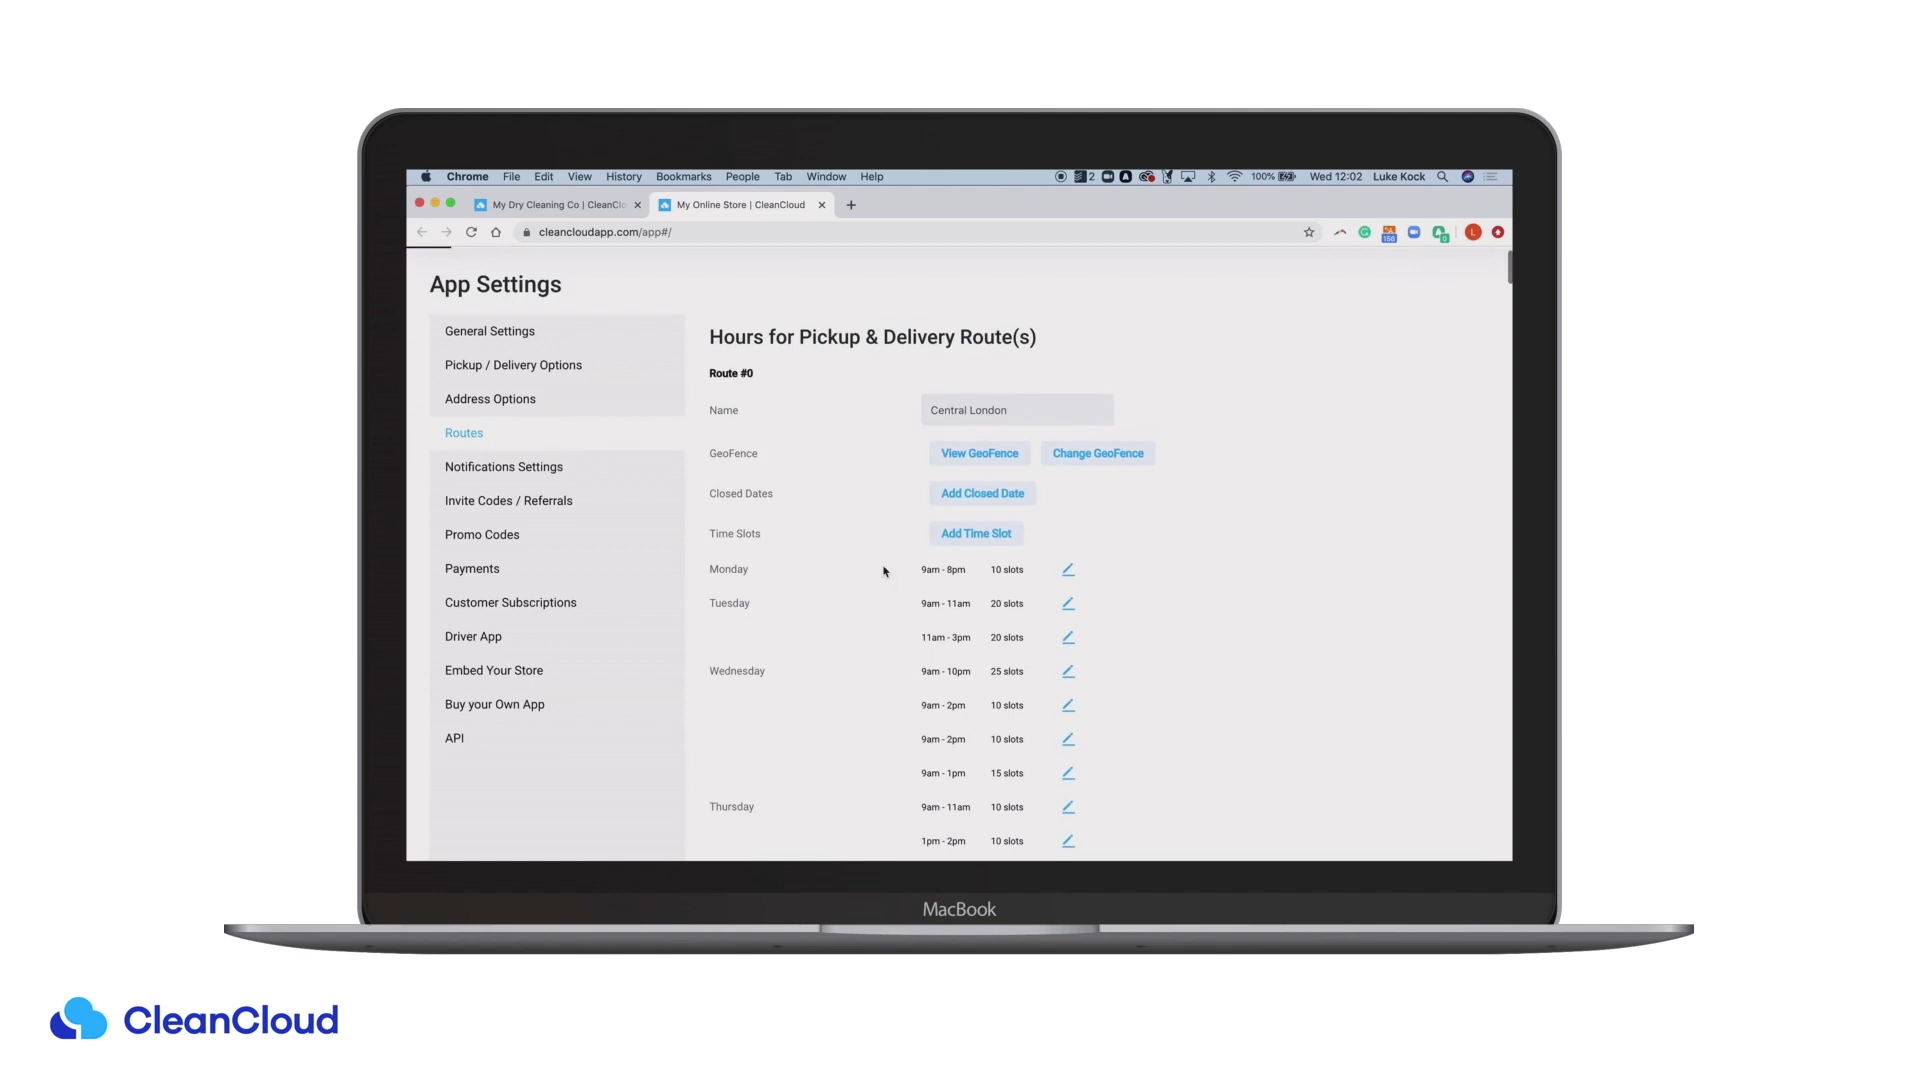 Chrome File Edit View History Bookmarks People Tab Window Help 2 100% Wed 12:02 Luke Kock
My Dry Cleaning Co | CleanClo My Online Store | CleanCloud
cleancloudapp.com/app#/ 156 0 L
App Settings
General Settings
Pickup / Delivery Options
Address Options
Routes
Notifications Settings
Invite Codes / Referrals
Promo Codes
Payments
Customer Subscriptions
Driver App
Embed Your Store
Buy your Own App
API
Hours for Pickup & Delivery Route(s)
Route #0
Name Central London
GeoFence View GeoFence Change GeoFence
Closed Dates Add Closed Date
Time Slots Add Time Slot
Monday 9am - 8pm 10 slots
Tuesday 9am - 11am 20 slots
11am - 3pm 20 slots
Wednesday 9am - 10pm 25 slots
9am - 2pm 10 slots
9am - 2pm 10 slots
9am - 1pm 15 slots
Thursday 9am - 11am 10 slots
1pm - 2pm 10 slots
MacBook
CleanCloud